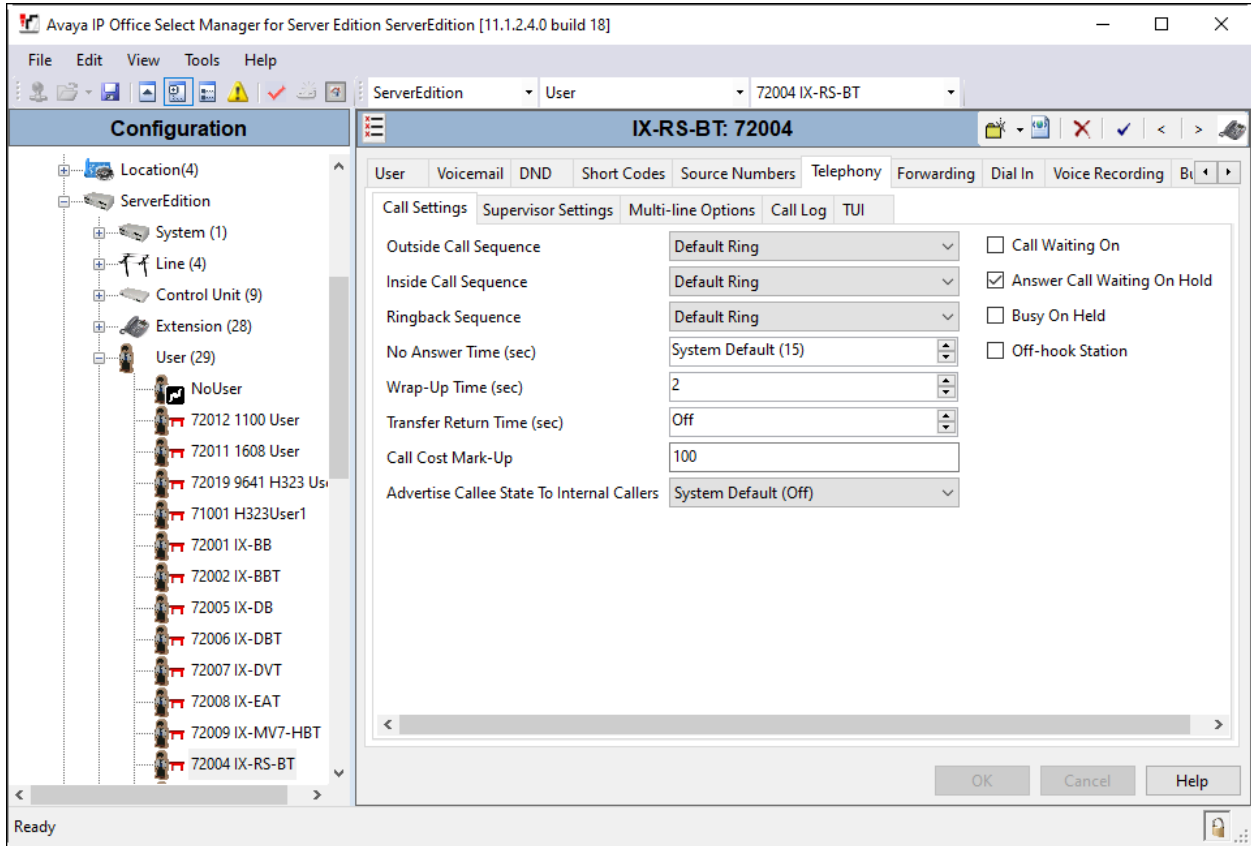 Avaya IP Office Select Manager for Server Edition ServerEdition [11.1.2.4.0 build 18]
File Edit View Tools Help
ServerEdition User 72004 IX-RS-BT
Configuration
Location(4)
ServerEdition
System (1)
Line (4)
Control Unit (9)
Extension (28)
User (29)
NoUser
72012 1100 User
72011 1608 User
72019 9641 H323 Us
71001 H323User1
72001 IX-BB
72002 IX-BBT
72005 IX-DB
72006 IX-DBT
72007 IX-DVT
72008 IX-EAT
72009 IX-MV7-HBT
72004 IX-RS-BT
IX-RS-BT: 72004
User Voicemail DND Short Codes Source Numbers Telephony Forwarding Dial In Voice Recording
Call Settings Supervisor Settings Multi-line Options Call Log TUI
Outside Call Sequence Default Ring
Inside Call Sequence Default Ring
Ringback Sequence Default Ring
No Answer Time (sec) System Default (15)
Wrap-Up Time (sec) 2
Transfer Return Time (sec) Off
Call Cost Mark-Up 100
Advertise Callee State To Internal Callers System Default (Off)
Call Waiting On
Answer Call Waiting On Hold
Busy On Held
Off-hook Station
OK Cancel Help
Ready